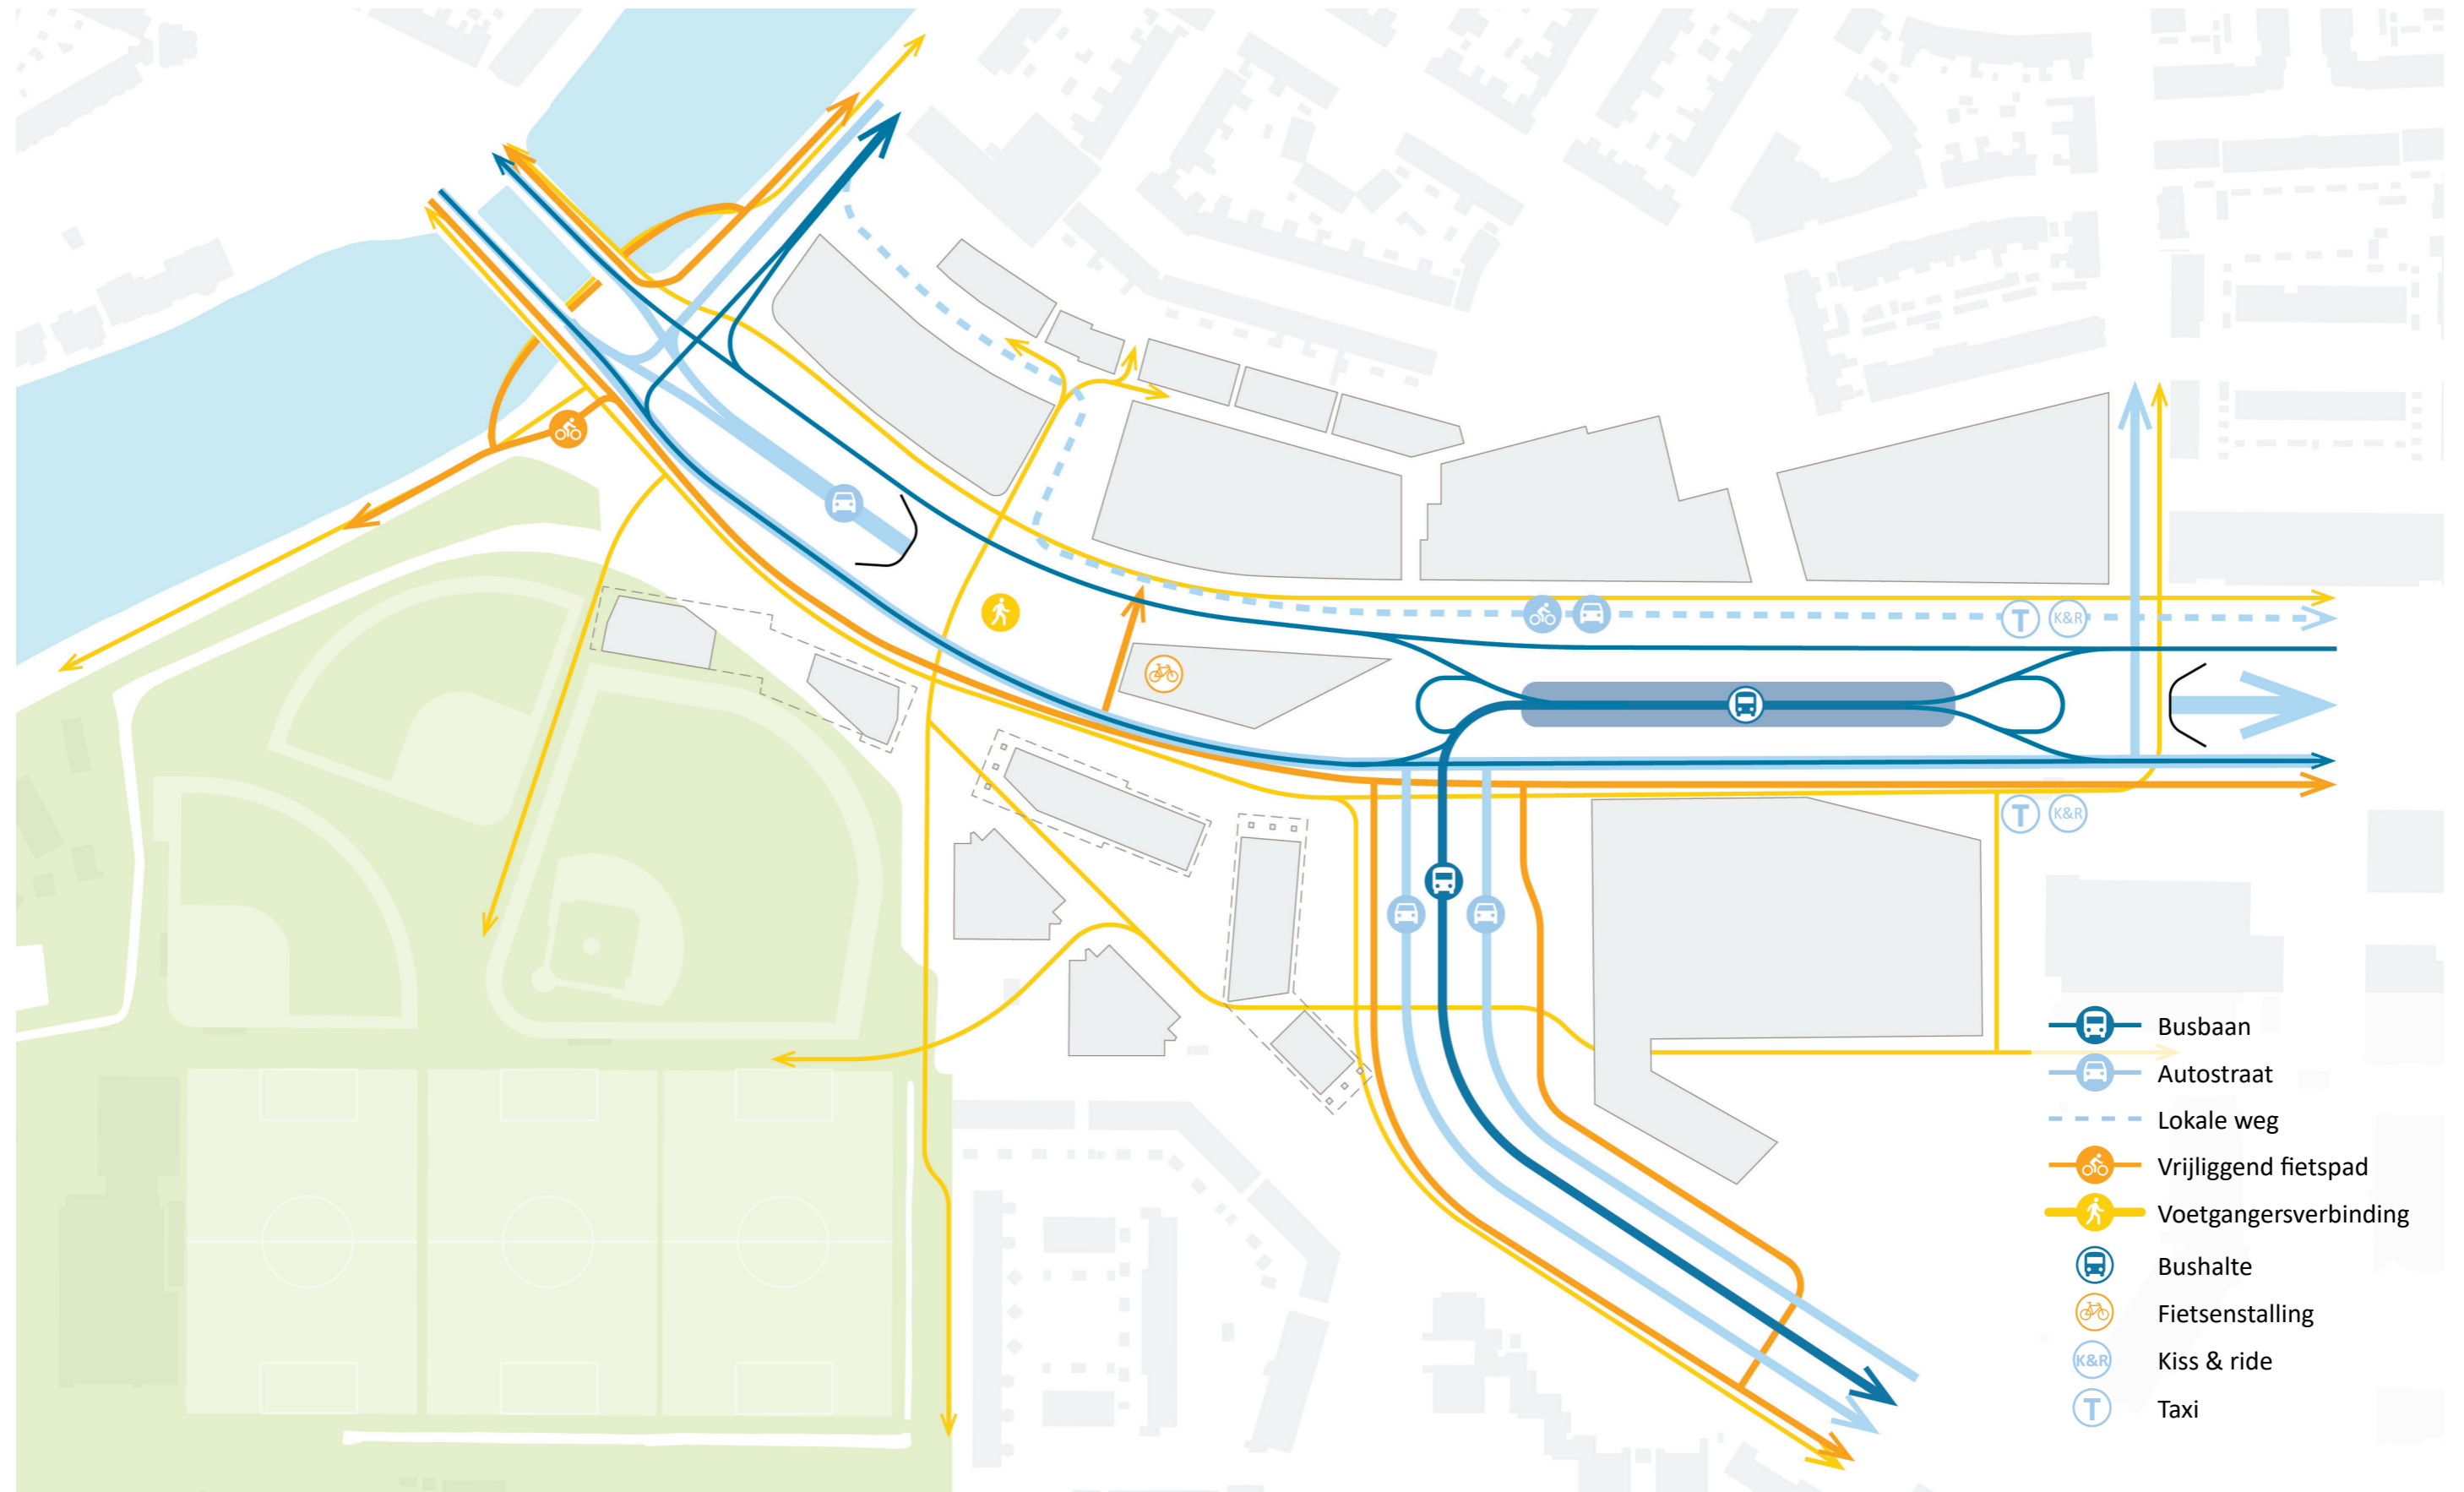 T K&R
T K&R
Busbaan
Autostraat
Lokale weg
Vrijliggend fietspad
Voetgangersverbinding
Bushalte
Fietsenstalling
K&R Kiss & ride
T Taxi